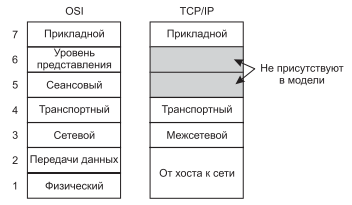 OSI
TCP/IP
7 Прикладной Прикладной
6 Уровень
представления
5 Сеансовый
Не присутствуют
в модели
4 Транспортный Транспортный
3 Сетевой Межсетевой
2 Передачи данных
От хоста к сети
1 Физический